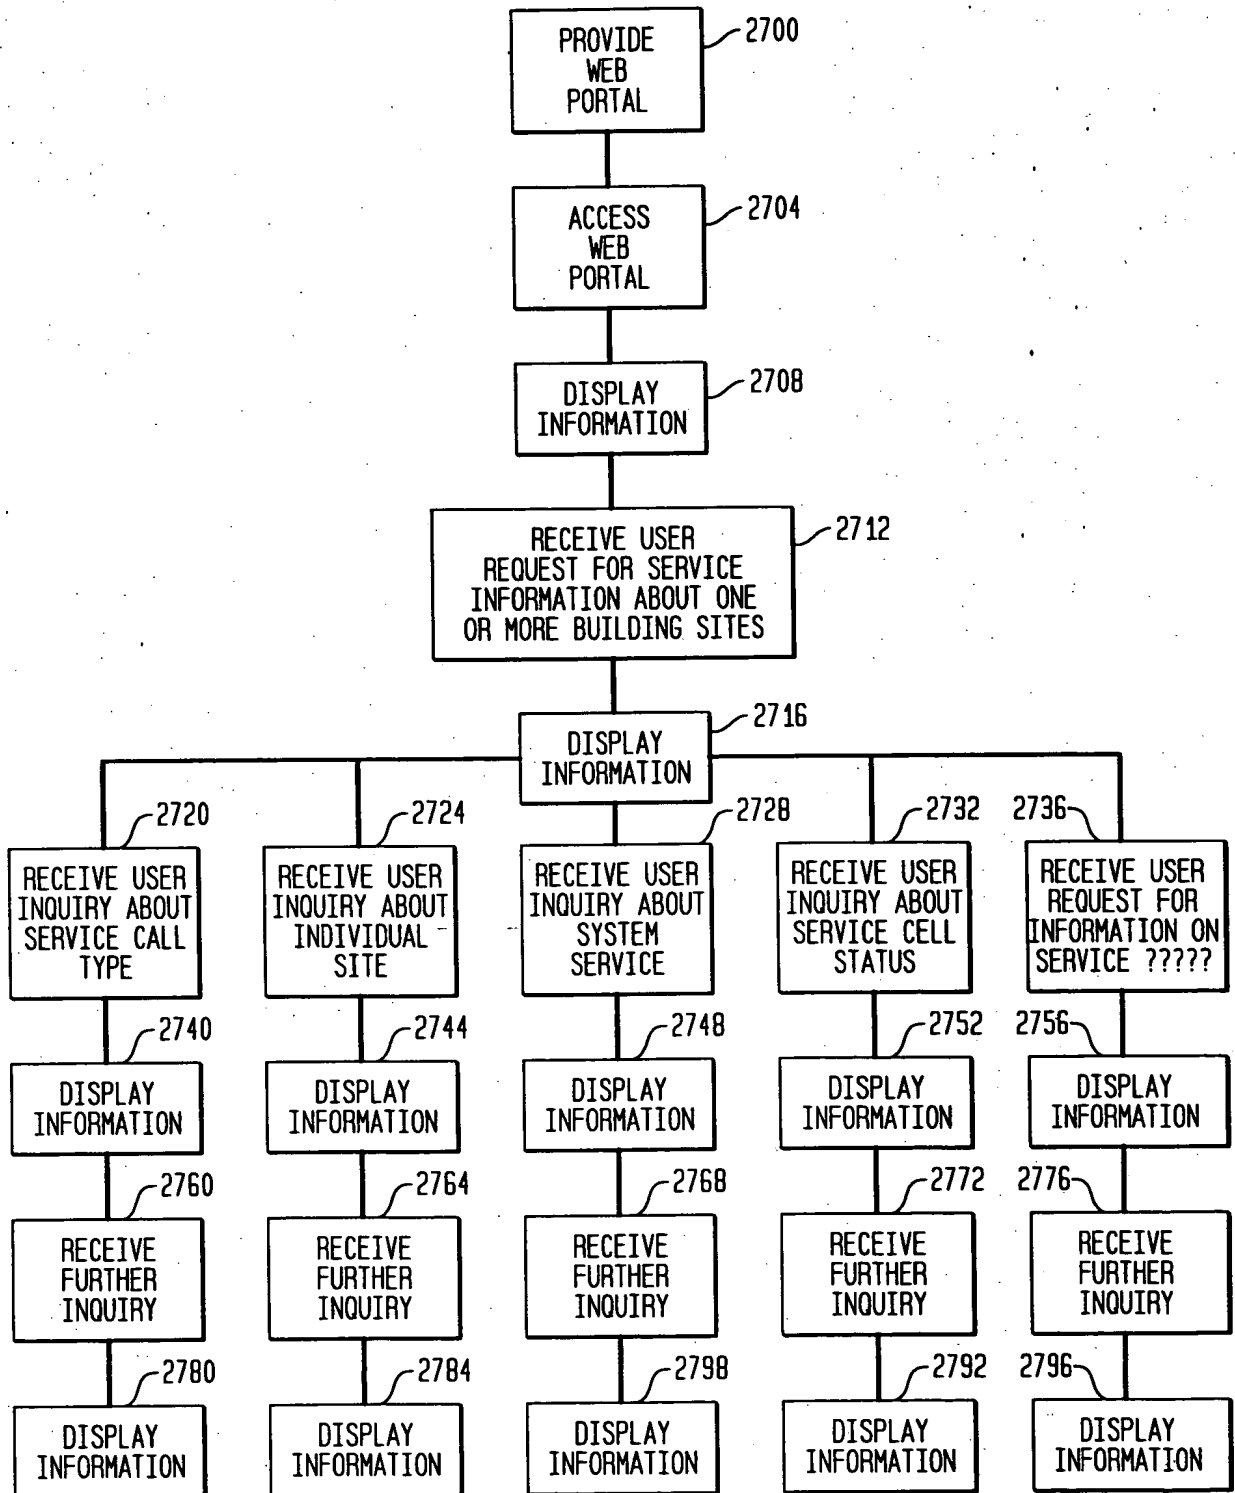 PROVIDE
WEB
PORTAL
2700
ACCESS
WEB
PORTAL
2704
DISPLAY
INFORMATION
2708
RECEIVE USER
REQUEST FOR SERVICE
INFORMATION ABOUT ONE
OR MORE BUILDING SITES
2712
DISPLAY
INFORMATION
2716
2720
RECEIVE USER
INQUIRY ABOUT
SERVICE CALL
TYPE
2724
RECEIVE USER
INQUIRY ABOUT
INDIVIDUAL
SITE
2728
RECEIVE USER
INQUIRY ABOUT
SYSTEM
SERVICE
2732
RECEIVE USER
INQUIRY ABOUT
SERVICE CELL
STATUS
2736
RECEIVE USER
REQUEST FOR
INFORMATION ON
SERVICE ?????
2740
DISPLAY
INFORMATION
2744
DISPLAY
INFORMATION
2748
DISPLAY
INFORMATION
2752
DISPLAY
INFORMATION
2756
DISPLAY
INFORMATION
2760
RECEIVE
FURTHER
INQUIRY
2764
RECEIVE
FURTHER
INQUIRY
2768
RECEIVE
FURTHER
INQUIRY
2772
RECEIVE
FURTHER
INQUIRY
2776
RECEIVE
FURTHER
INQUIRY
2780
DISPLAY
INFORMATION
2784
DISPLAY
INFORMATION
2798
DISPLAY
INFORMATION
2792
DISPLAY
INFORMATION
2796
DISPLAY
INFORMATION